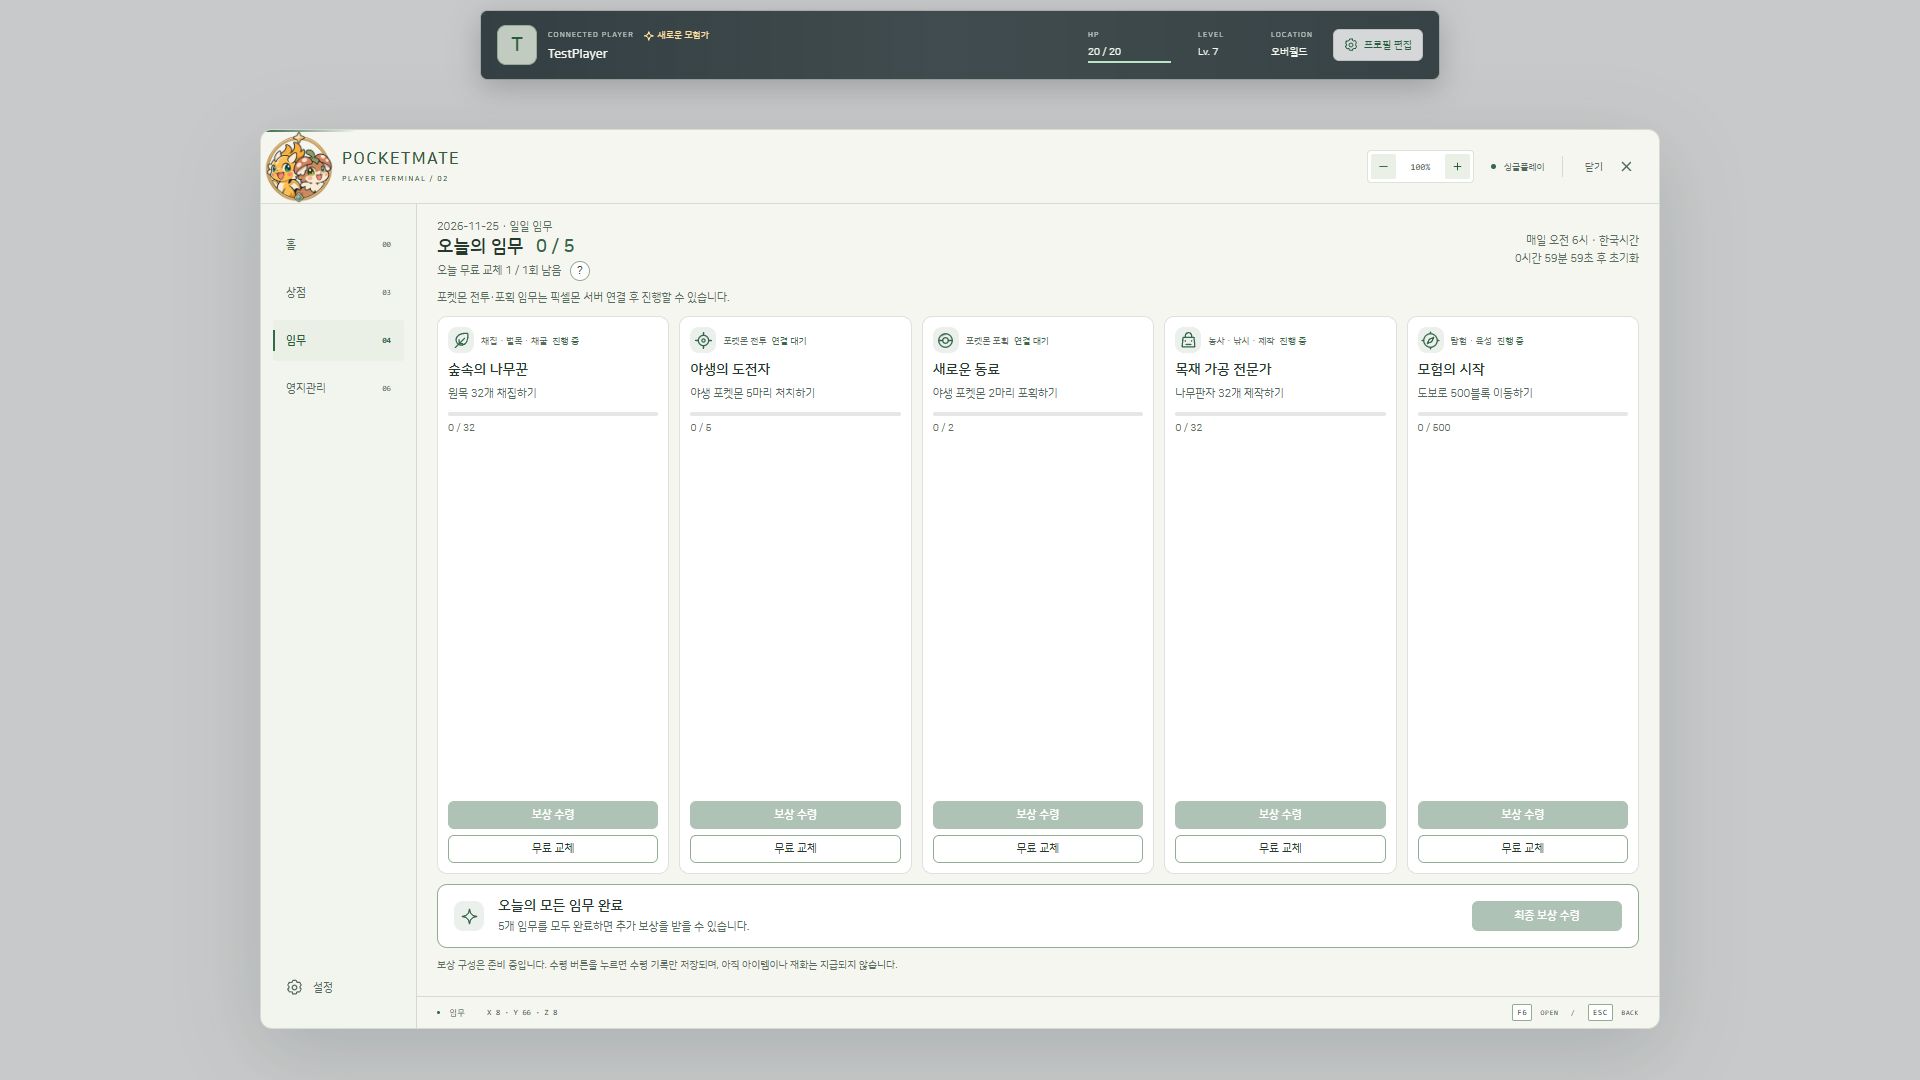 T
CONNECTED PLAYER 새로운 모험가
TestPlayer
HP
20 / 20
LEVEL
Lv. 7
LOCATION
오버월드
프로필 편집
POCKETMATE
PLAYER TERMINAL / 02
− 100% +
싱글플레이
닫기
홈 00
상점 03
임무 04
영지관리 06
설정
2026-11-25 · 일일 임무
오늘의 임무 0 / 5
오늘 무료 교체 1 / 1회 남음 ?
매일 오전 6시 · 한국시간
0시간 59분 59초 후 초기화
포켓몬 전투·포획 임무는 픽셀몬 서버 연결 후 진행할 수 있습니다.
채집 · 벌목 · 채굴 진행 중
숲속의 나무꾼
원목 32개 채집하기
0 / 32
보상 수령
무료 교체
포켓몬 전투 연결 대기
야생의 도전자
야생 포켓몬 5마리 처치하기
0 / 5
보상 수령
무료 교체
포켓몬 포획 연결 대기
새로운 동료
야생 포켓몬 2마리 포획하기
0 / 2
보상 수령
무료 교체
농사 · 낚시 · 제작 진행 중
목재 가공 전문가
나무판자 32개 제작하기
0 / 32
보상 수령
무료 교체
탐험 · 육성 진행 중
모험의 시작
도보로 500블록 이동하기
0 / 500
보상 수령
무료 교체
오늘의 모든 임무 완료
5개 임무를 모두 완료하면 추가 보상을 받을 수 있습니다.
최종 보상 수령
보상 구성은 준비 중입니다. 수령 버튼을 누르면 수령 기록만 저장되며, 아직 아이템이나 재화는 지급되지 않습니다.
임무 X 8 · Y 66 · Z 8
F6 OPEN / ESC BACK